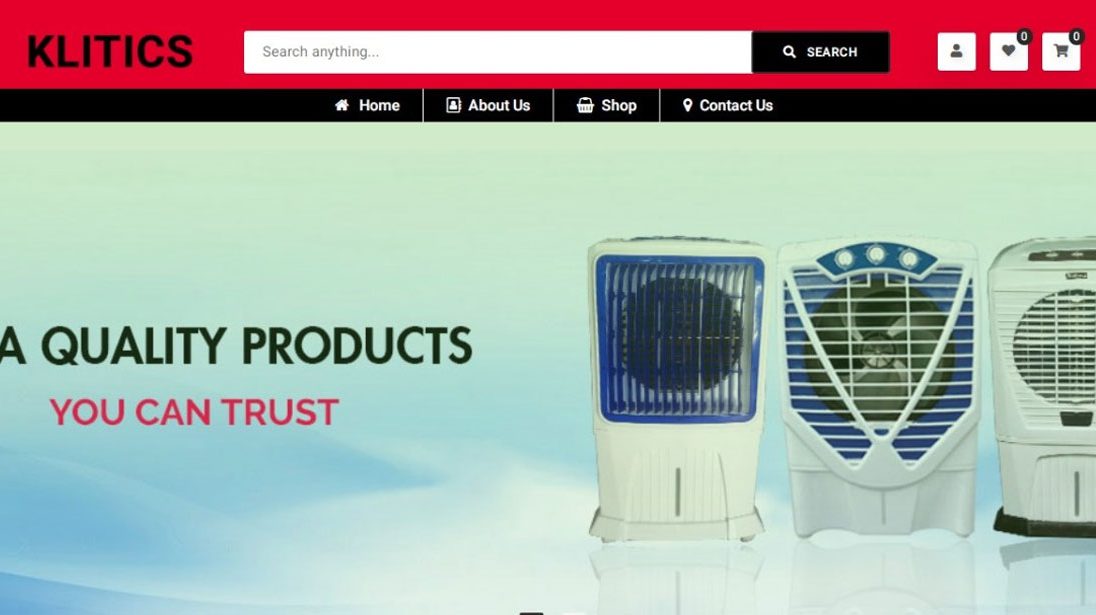 KLITICS
Search anything...
SEARCH
0
0
Home
About Us
Shop
Contact Us
A QUALITY PRODUCTS
YOU CAN TRUST